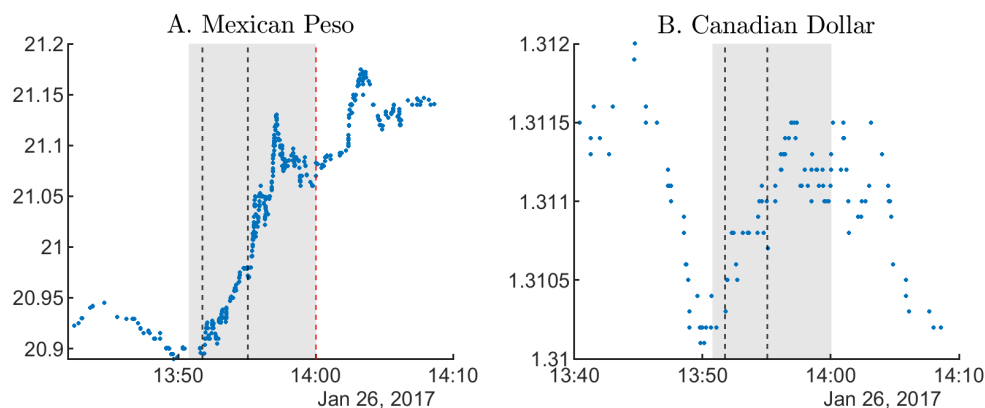 A. Mexican Peso
21.2
21.15
21.1
21.05
21
20.95
20.9
13:50 14:00 14:10
Jan 26, 2017
B. Canadian Dollar
1.312
1.3115
1.311
1.3105
1.31
13:40 13:50 14:00 14:10
Jan 26, 2017